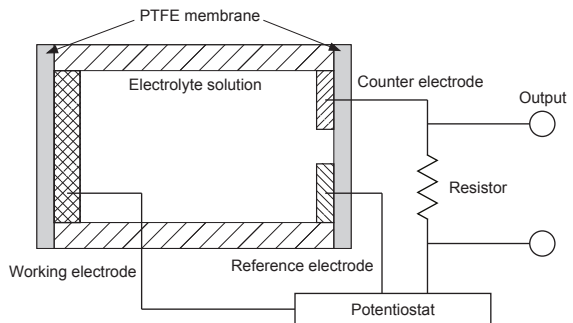 PTFE membrane
Electrolyte solution
Counter electrode
Output
Resistor
Working electrode
Reference electrode
Potentiostat